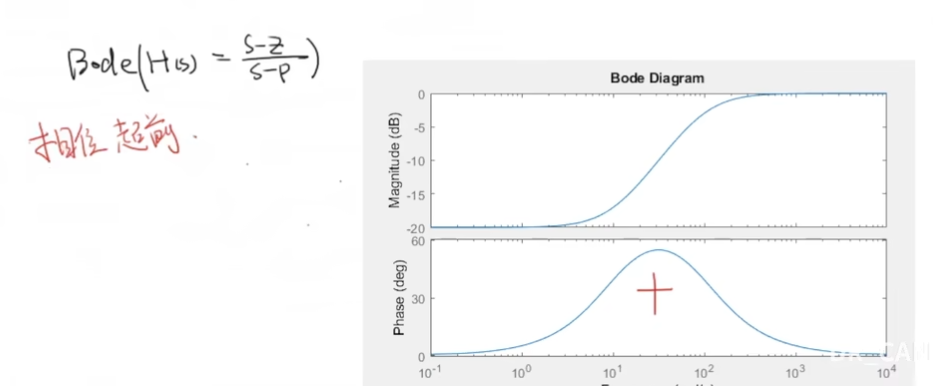 Bode(H(s) = \frac{s-z}{s-p})
相位超前.
Bode Diagram
Magnitude (dB)
0
-5
-10
-15
-20
Phase (deg)
60
30
0
+
10^{-1} 10^{0} 10^{1} 10^{2} 10^{3} 10^{4}